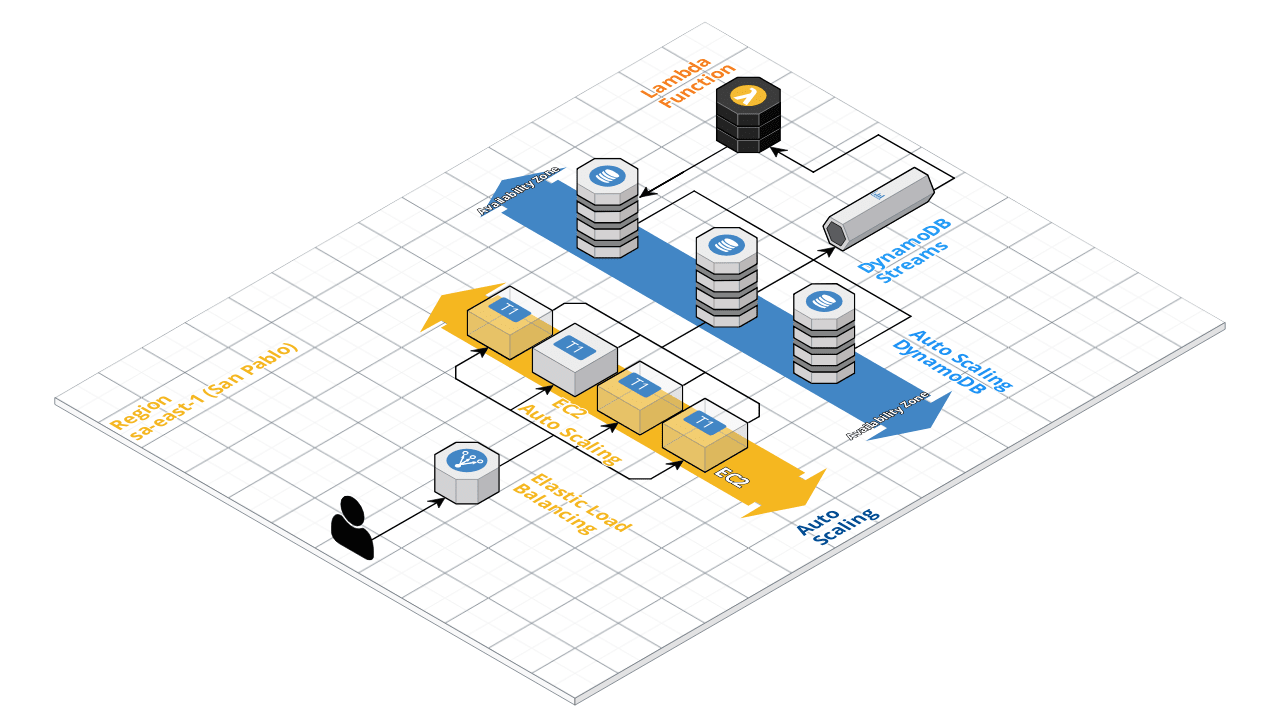 Lambda
Function
Availability Zone
DynamoDB
Streams
T1
T1
T1
T1
Auto Scaling
DynamoDB
Availability Zone
Region
sa-east-1 (San Pablo)
EC2
Auto Scaling
EC2
Elastic Load
Balancing
Auto
Scaling